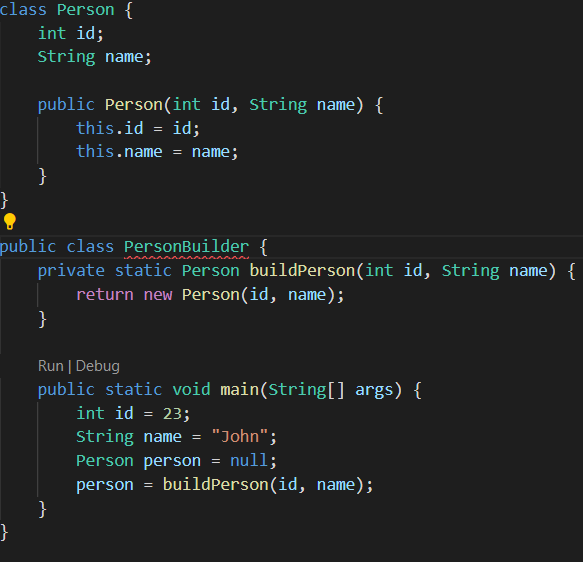 class Person {
    int id;
    String name;

    public Person(int id, String name) {
        this.id = id;
        this.name = name;
    }
}

public class PersonBuilder {
    private static Person buildPerson(int id, String name) {
        return new Person(id, name);
    }

    Run | Debug
    public static void main(String[] args) {
        int id = 23;
        String name = "John";
        Person person = null;
        person = buildPerson(id, name);
    }
}